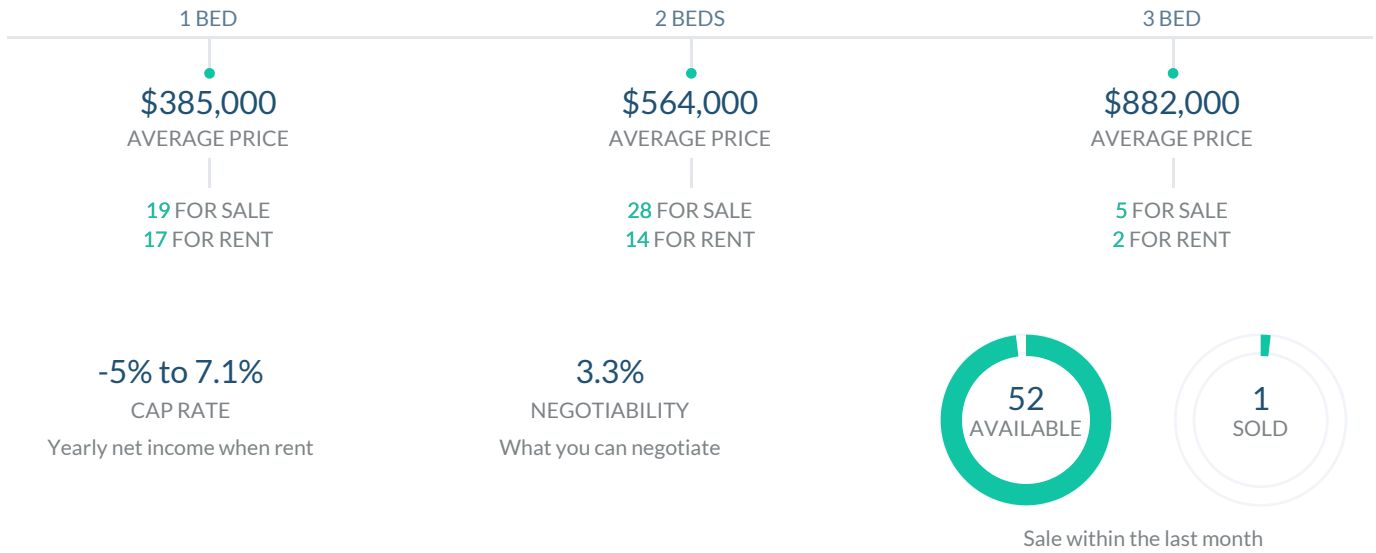 1 BED
2 BEDS
3 BED
$385,000
AVERAGE PRICE
19 FOR SALE
17 FOR RENT
$564,000
AVERAGE PRICE
28 FOR SALE
14 FOR RENT
$882,000
AVERAGE PRICE
5 FOR SALE
2 FOR RENT
-5% to 7.1%
CAP RATE
Yearly net income when rent
3.3%
NEGOTIABILITY
What you can negotiate
52
AVAILABLE
1
SOLD
Sale within the last month